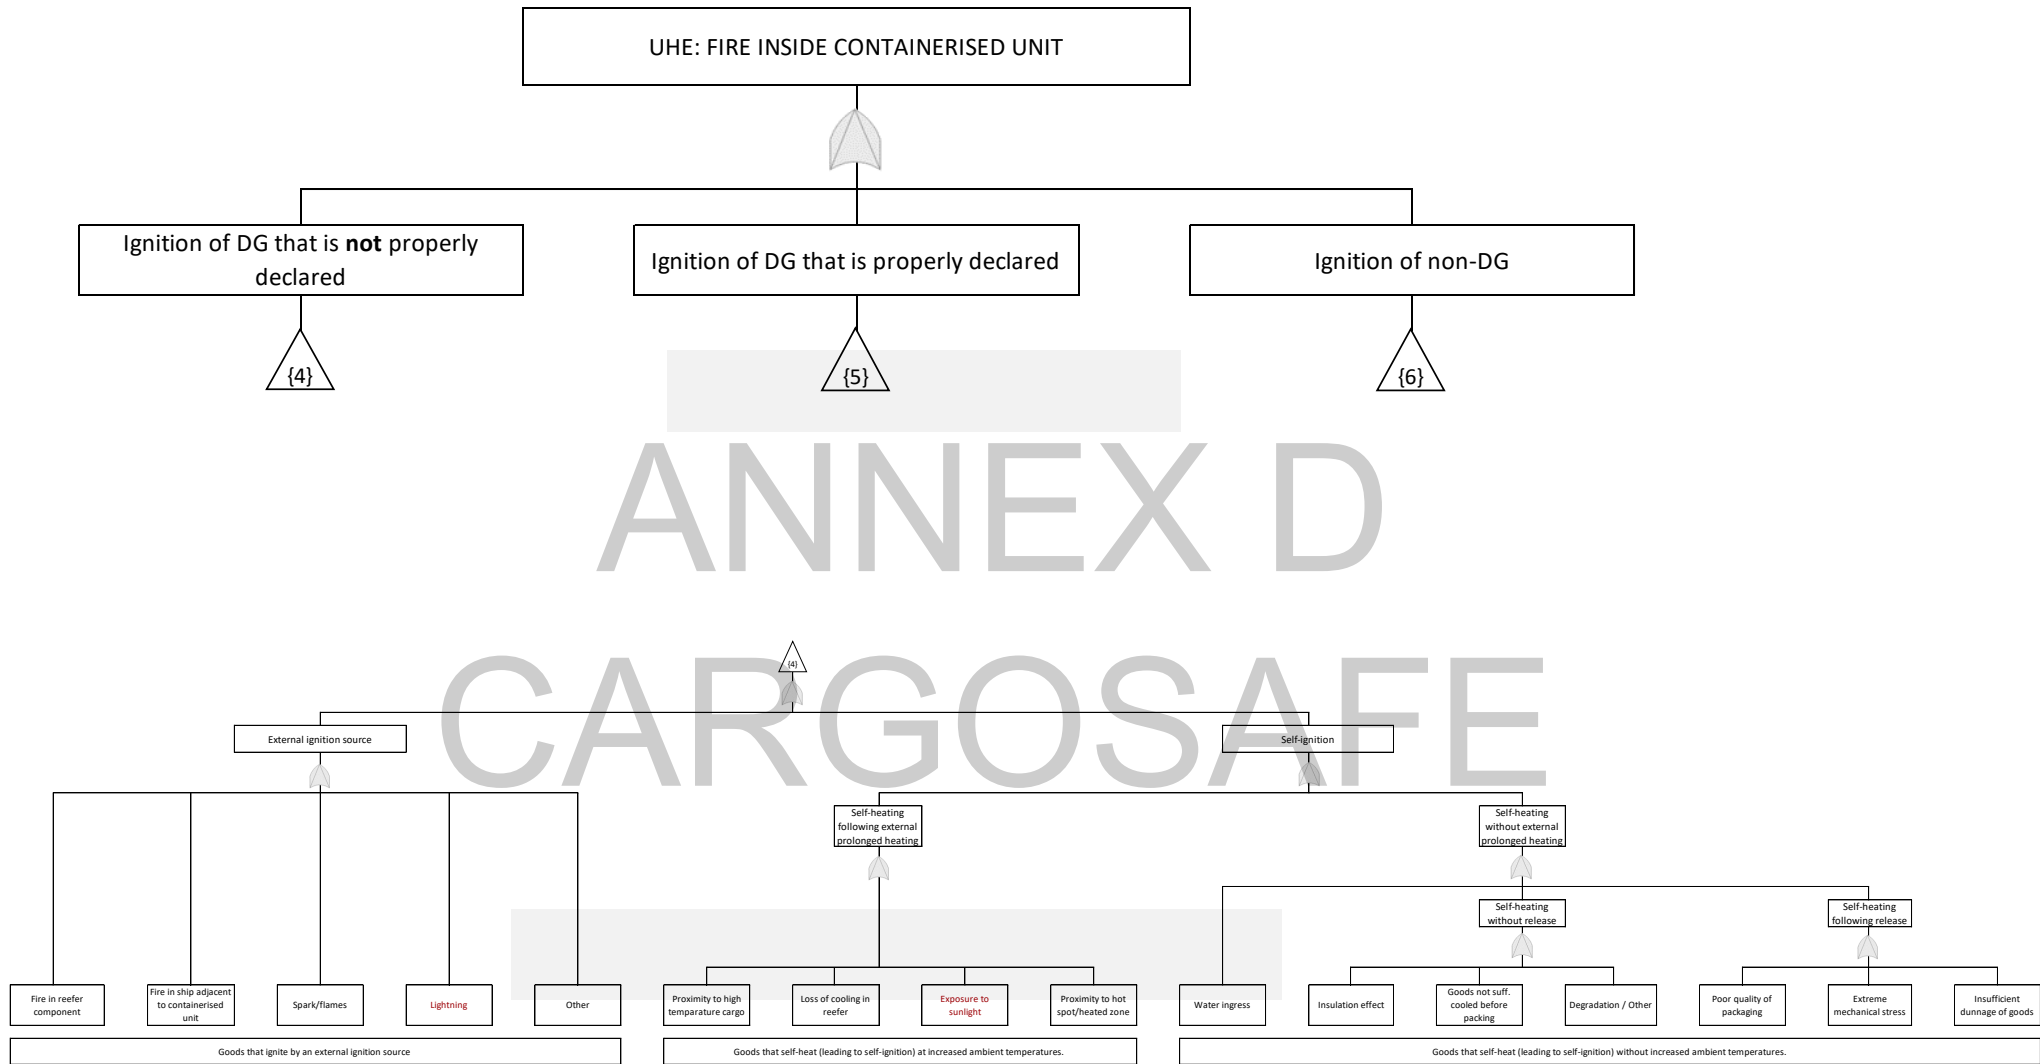 UHE: FIRE INSIDE CONTAINERISED UNIT
Ignition of DG that is not properly
declared
Ignition of DG that is properly declared
Ignition of non-DG
{4}
{5}
{6}
ANNEX D
CARGOSAFE
{4}
External ignition source
Self-ignition
Self-heating
following external
prolonged heating
Self-heating
without external
prolonged heating
Self-heating
without release
Self-heating
following release
Fire in reefer
component
Fire in ship adjacent
to containerised
unit
Spark/flames
Lightning
Other
Proximity to high
temparature cargo
Loss of cooling in
reefer
Exposure to
sunlight
Proximity to hot
spot/heated zone
Water ingress
Insulation effect
Goods not suff.
cooled before
packing
Degradation / Other
Poor quality of
packaging
Extreme
mechanical stress
Insufficient
dunnage of goods
Goods that ignite by an external ignition source
Goods that self-heat (leading to self-ignition) at increased ambient temperatures.
Goods that self-heat (leading to self-ignition) without increased ambient temperatures.